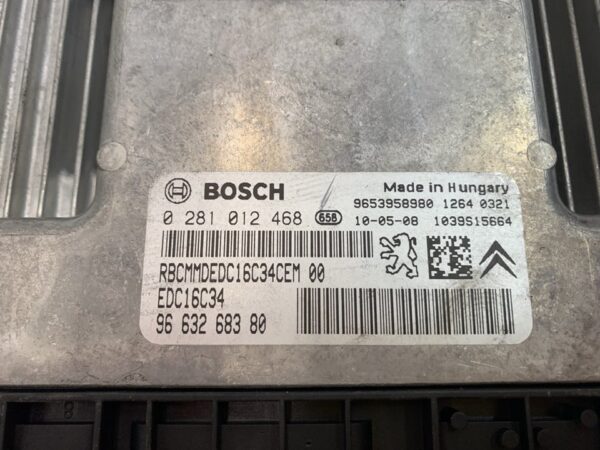 BOSCH
Made in Hungary
9653958980 1264 0321
0 281 012 468 658 10-05-08 1039S15664
RBCMMDEDC16C34CEM 00
EDC16C34
96 632 683 80